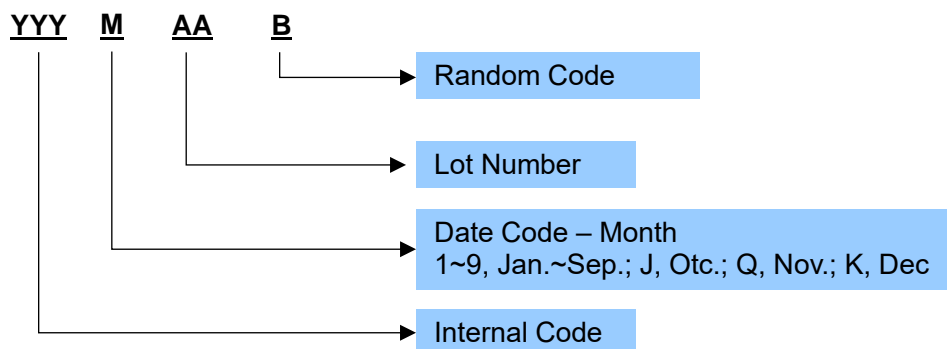 YYY M AA B
Random Code
Lot Number
Date Code – Month
1~9, Jan.~Sep.; J, Otc.; Q, Nov.; K, Dec
Internal Code